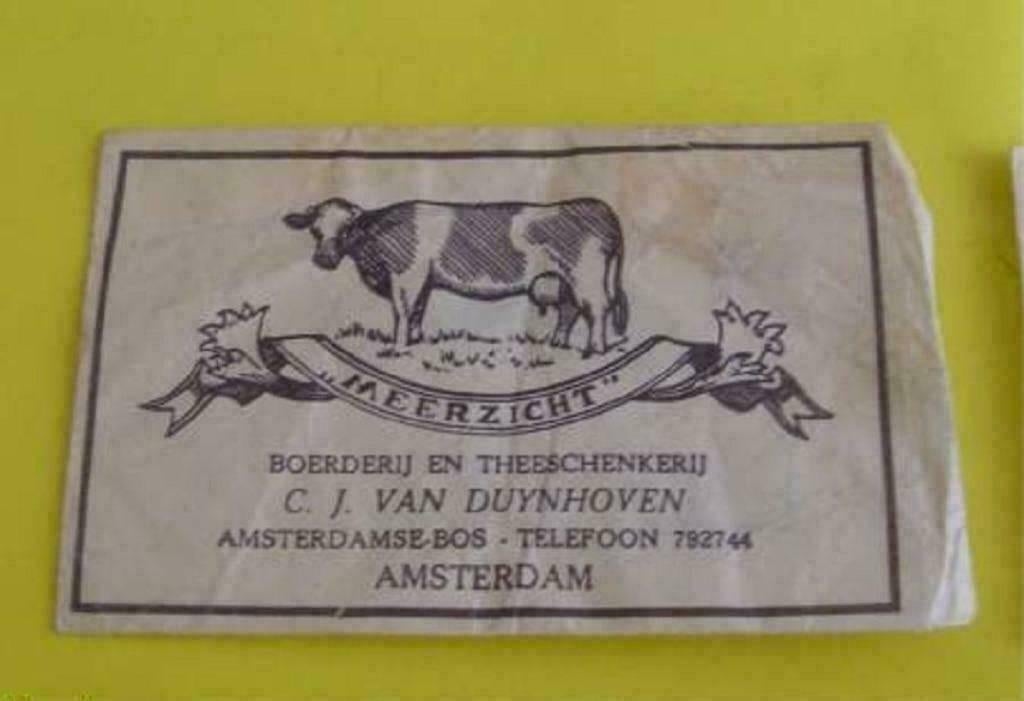 "MEERZICHT"
BOERDERIJ EN THEESCHENKERIJ
C. J. VAN DUYNHOVEN
AMSTERDAMSE-BOS - TELEFOON 792744
AMSTERDAM